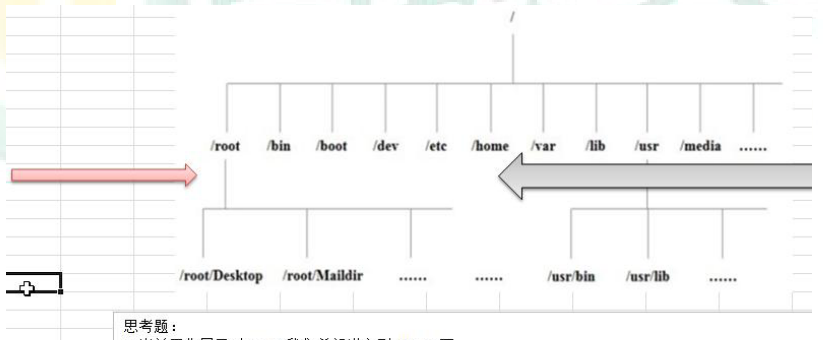 /
/root /bin /boot /dev /etc /home /var /lib /usr /media ......
/root/Desktop /root/Maildir ...... ...... /usr/bin /usr/lib ......
思考题：